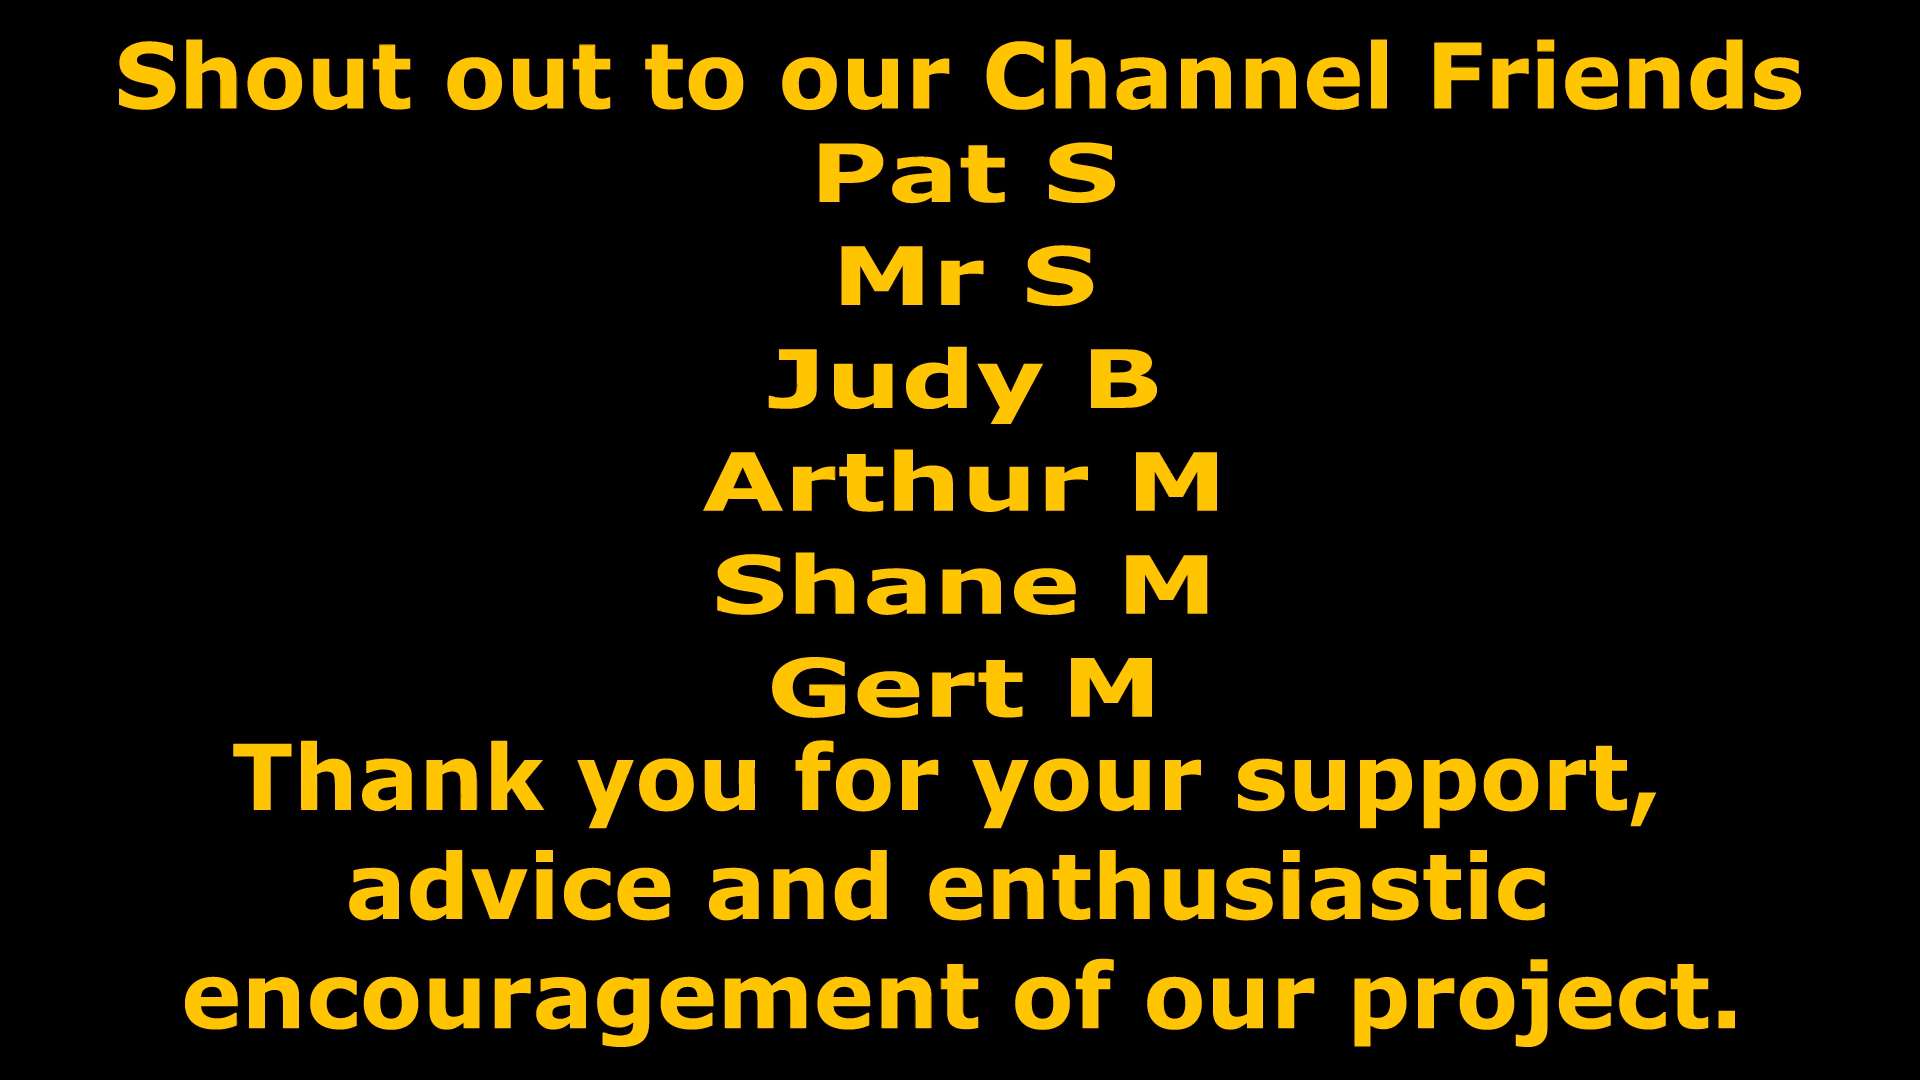 Shout out to our Channel Friends
Pat S
Mr S
Judy B
Arthur M
Shane M
Gert M
Thank you for your support,
advice and enthusiastic
encouragement of our project.